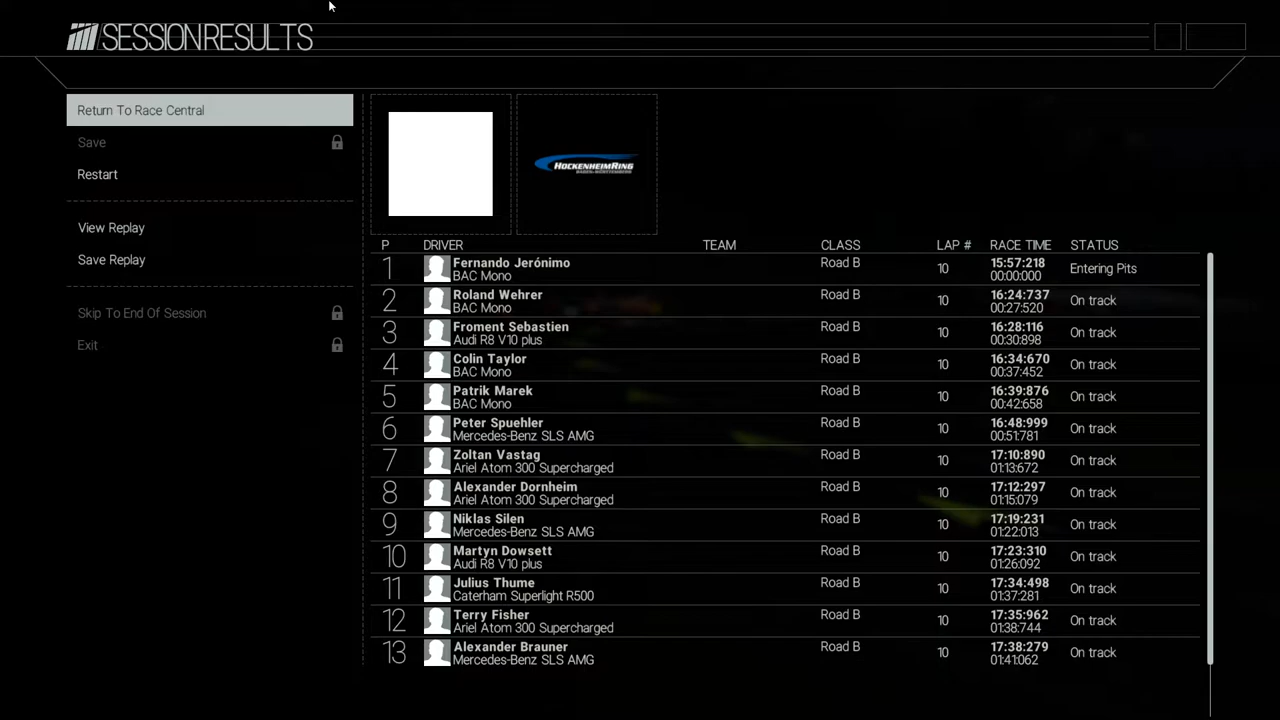 SESSIONRESULTS
Return To Race Central
Save
Restart
View Replay
Save Replay
Skip To End Of Session
Exit
HOCKENHEIMRING
BADEN-WÜRTTEMBERG
P DRIVER TEAM CLASS LAP # RACE TIME STATUS
1 Fernando Jerónimo Road B 10 15:57:218 Entering Pits
BAC Mono 00:00:000
2 Roland Wehrer Road B 10 16:24:737 On track
BAC Mono 00:27:520
3 Froment Sebastien Road B 10 16:28:116 On track
Audi R8 V10 plus 00:30:898
4 Colin Taylor Road B 10 16:34:670 On track
BAC Mono 00:37:452
5 Patrik Marek Road B 10 16:39:876 On track
BAC Mono 00:42:658
6 Peter Spuehler Road B 10 16:48:999 On track
Mercedes-Benz SLS AMG 00:51:781
7 Zoltan Vastag Road B 10 17:10:890 On track
Ariel Atom 300 Supercharged 01:13:672
8 Alexander Dornheim Road B 10 17:12:297 On track
Ariel Atom 300 Supercharged 01:15:079
9 Niklas Silen Road B 10 17:19:231 On track
Mercedes-Benz SLS AMG 01:22:013
10 Martyn Dowsett Road B 10 17:23:310 On track
Audi R8 V10 plus 01:26:092
11 Julius Thume Road B 10 17:34:498 On track
Caterham Superlight R500 01:37:281
12 Terry Fisher Road B 10 17:35:962 On track
Ariel Atom 300 Supercharged 01:38:744
13 Alexander Brauner Road B 10 17:38:279 On track
Mercedes-Benz SLS AMG 01:41:062